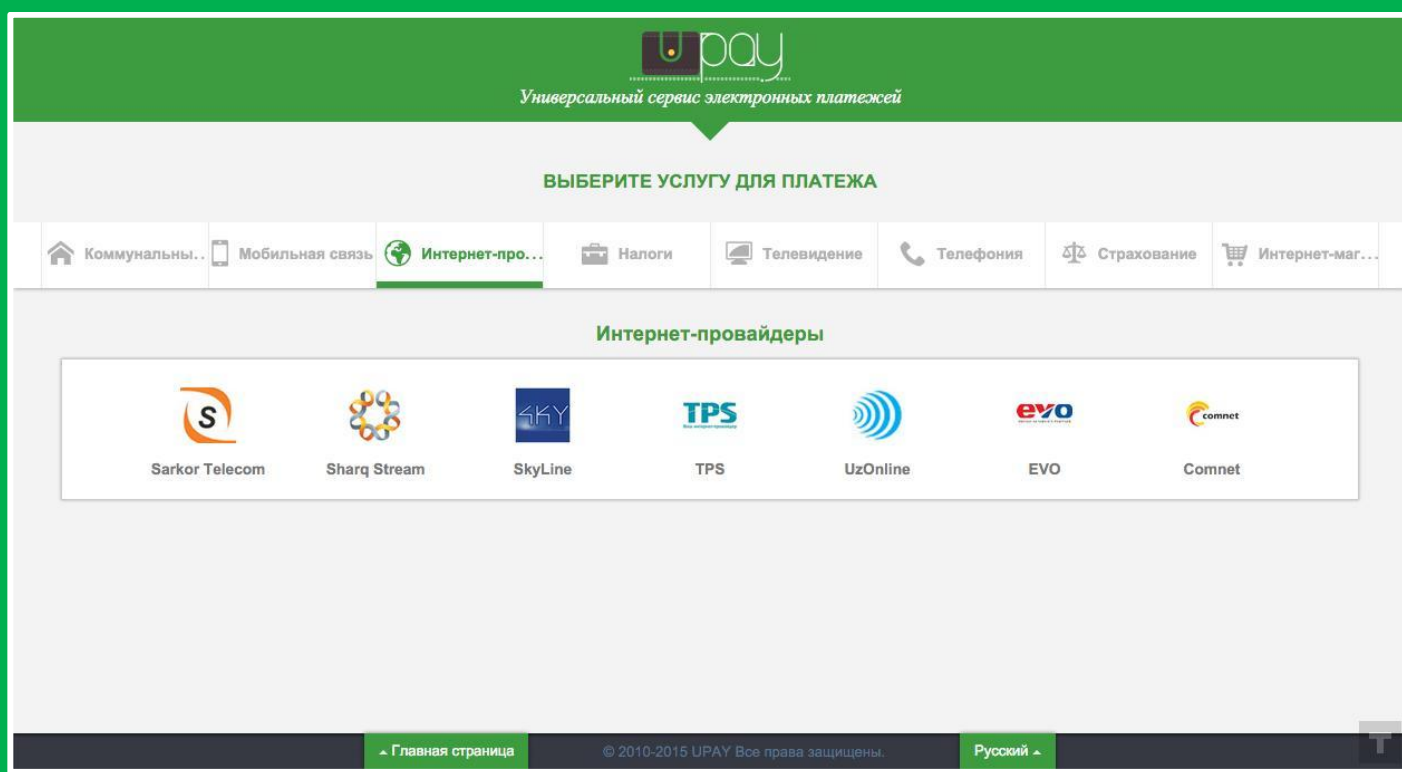 Upay
Универсальный сервис электронных платежей
ВЫБЕРИТЕ УСЛУГУ ДЛЯ ПЛАТЕЖА
Коммунальны.. Мобильная связь Интернет-про... Налоги Телевидение Телефония Страхование Интернет-маг...
Интернет-провайдеры
S SKY TPS evo comnet
Sarkor Telecom Sharq Stream SkyLine TPS UzOnline EVO Comnet
Главная страница © 2010-2015 UPAY Все права защищены. Русский
T